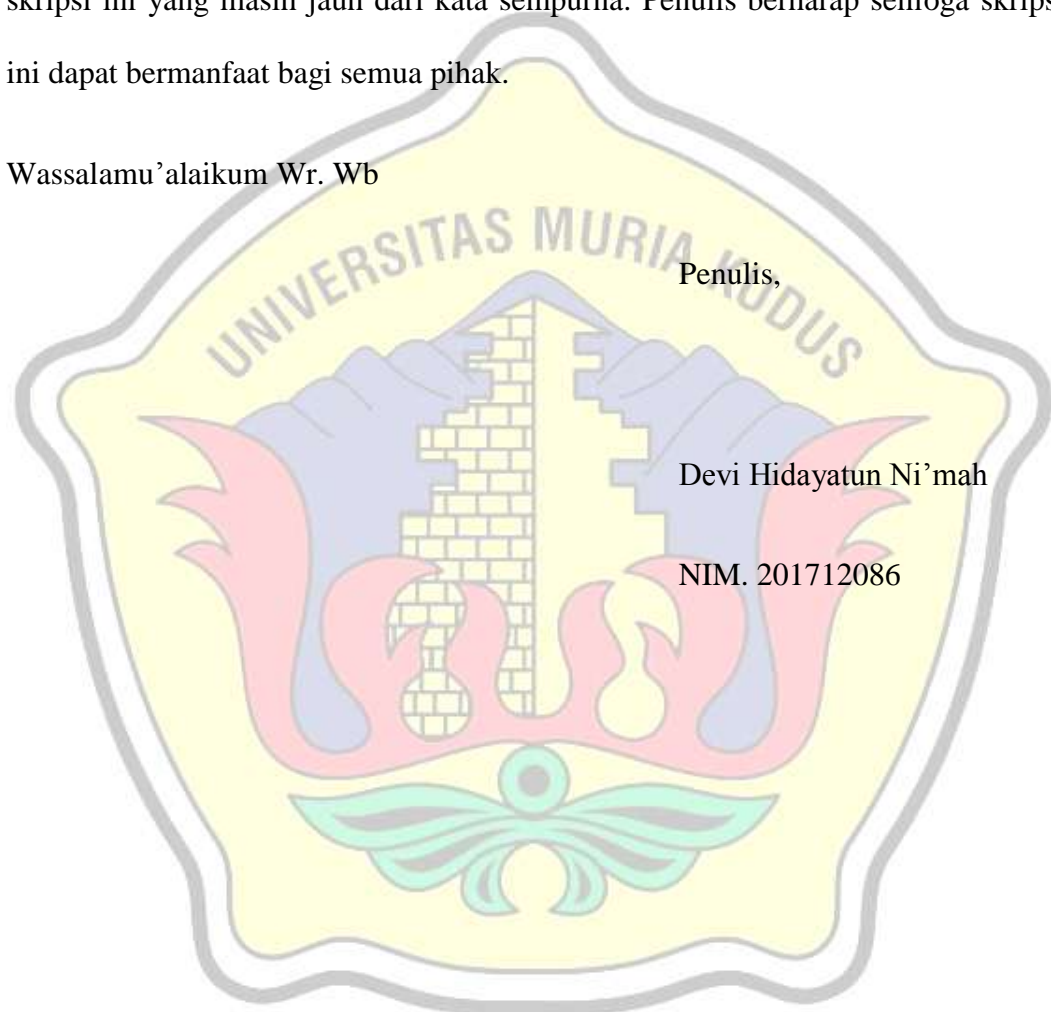 skripsi ini yang masih jauh dari kata sempurna. Penulis berharap semoga skrips
ini dapat bermanfaat bagi semua pihak.
Wassalamu’alaikum Wr. Wb
UNIVERSITAS MURIA KUDUS
Penulis,
Devi Hidayatun Ni’mah
NIM. 201712086